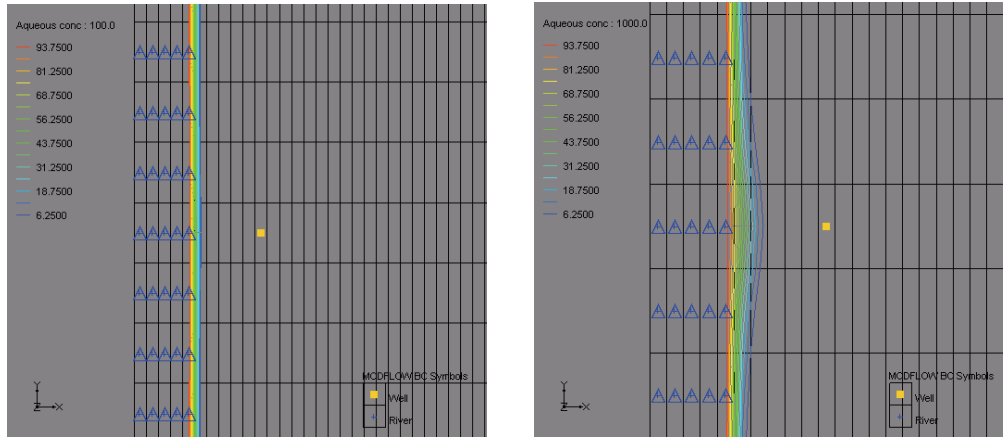 Aqueous conc : 100.0
93.7500
81.2500
68.7500
56.2500
43.7500
31.2500
18.7500
6.2500
Y
Z X
MODFLOW BC Symbols
Well
River
Aqueous conc : 1000.0
93.7500
81.2500
68.7500
56.2500
43.7500
31.2500
18.7500
6.2500
Y
Z X
MODFLOW BC Symbols
Well
River